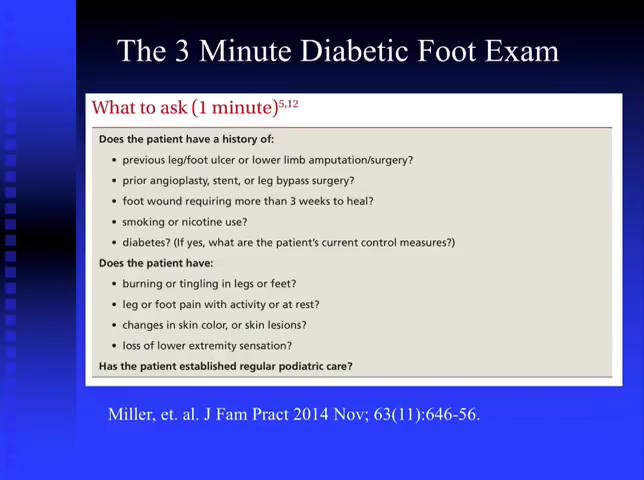 The 3 Minute Diabetic Foot Exam
What to ask (1 minute)5,12
Does the patient have a history of:
• previous leg/foot ulcer or lower limb amputation/surgery?
• prior angioplasty, stent, or leg bypass surgery?
• foot wound requiring more than 3 weeks to heal?
• smoking or nicotine use?
• diabetes? (If yes, what are the patient's current control measures?)
Does the patient have:
• burning or tingling in legs or feet?
• leg or foot pain with activity or at rest?
• changes in skin color, or skin lesions?
• loss of lower extremity sensation?
Has the patient established regular podiatric care?
Miller, et. al. J Fam Pract 2014 Nov; 63(11):646-56.